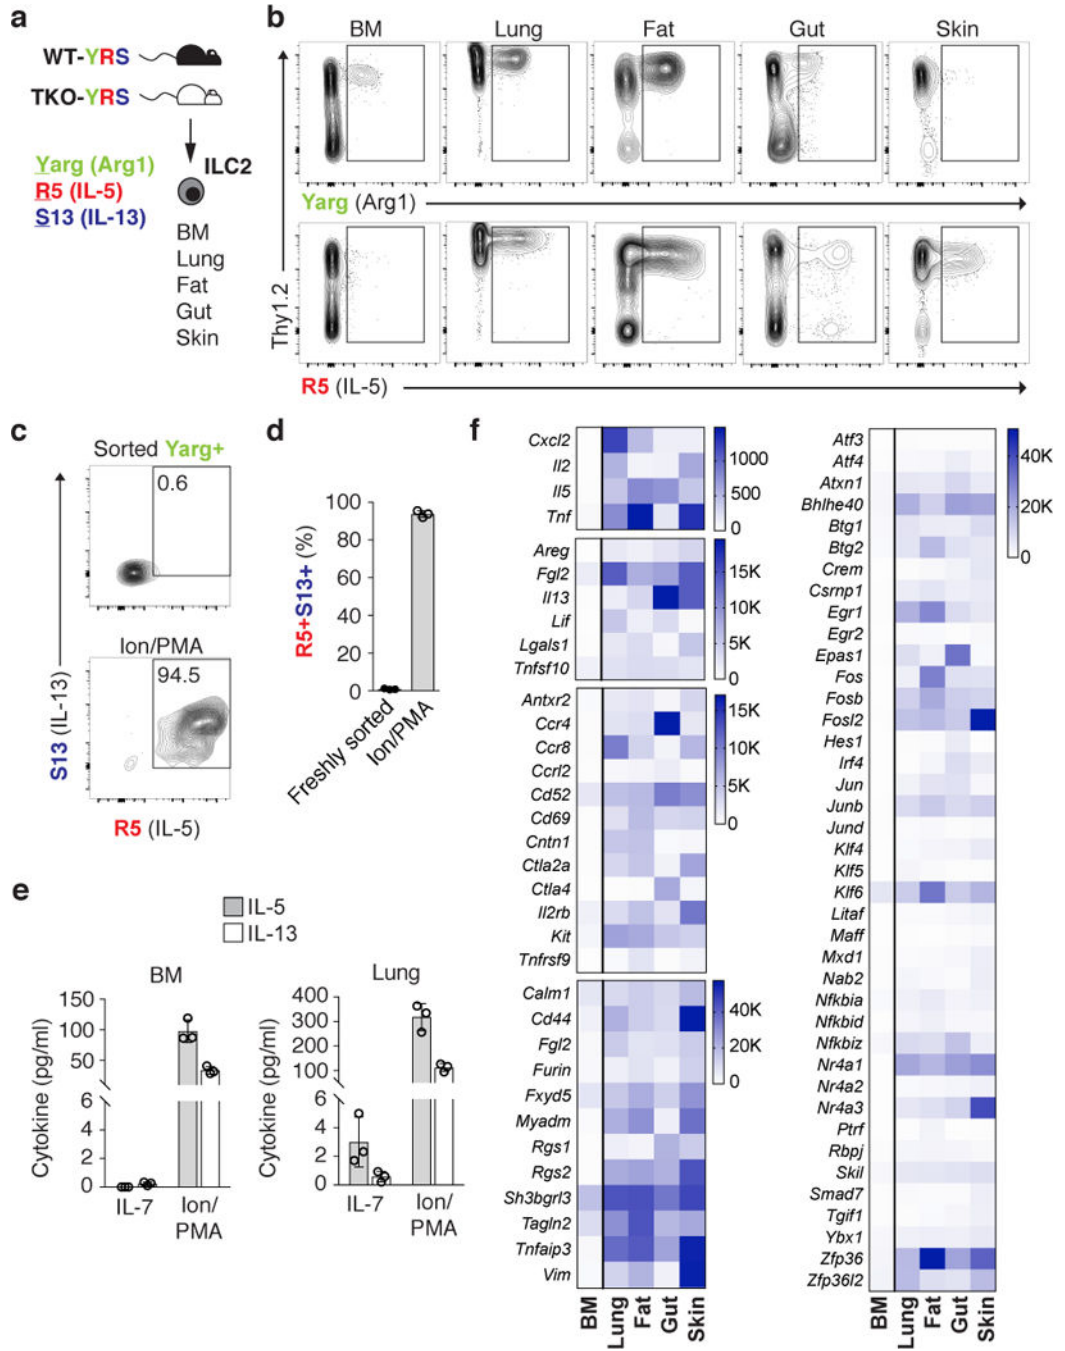 a
WT-YRS
TKO-YRS
Yarg (Arg1)
R5 (IL-5)
S13 (IL-13)
ILC2
BM
Lung
Fat
Gut
Skin
b
BM Lung Fat Gut Skin
Thy1.2
Yarg (Arg1)
R5 (IL-5)
c
Sorted Yarg+
0.6
Ion/PMA
94.5
S13 (IL-13)
R5 (IL-5)
d
R5+S13+ (%)
100
80
60
40
20
0
Freshly sorted
Ion/PMA
e
IL-5
IL-13
BM
Cytokine (pg/ml)
150
100
50
6
4
2
0
IL-7 Ion/
PMA
Lung
Cytokine (pg/ml)
400
300
200
100
6
4
2
0
IL-7 Ion/
PMA
f
Cxcl2
Il2
Il5
Tnf
1000
500
0
Areg
Fgl2
Il13
Lif
Lgals1
Tnfsf10
15K
10K
5K
0
Antxr2
Ccr4
Ccr8
Ccrl2
Cd52
Cd69
Cntn1
Ctla2a
Ctla4
Il2rb
Kit
Tnfrsf9
15K
10K
5K
0
Calm1
Cd44
Fgl2
Furin
Fxyd5
Myadm
Rgs1
Rgs2
Sh3bgrl3
Tagln2
Tnfaip3
Vim
40K
20K
0
BM Lung Fat Gut Skin
Atf3
Atf4
Atxn1
Bhlhe40
Btg1
Btg2
Crem
Csrnp1
Egr1
Egr2
Epas1
Fos
Fosb
Fosl2
Hes1
Irf4
Jun
Junb
Jund
Klf4
Klf5
Klf6
Litaf
Maff
Mxd1
Nab2
Nfkbia
Nfkbid
Nfkbiz
Nr4a1
Nr4a2
Nr4a3
Ptrf
Rbpj
Skil
Smad7
Tgif1
Ybx1
Zfp36
Zfp36l2
40K
20K
0
BM Lung Fat Gut Skin